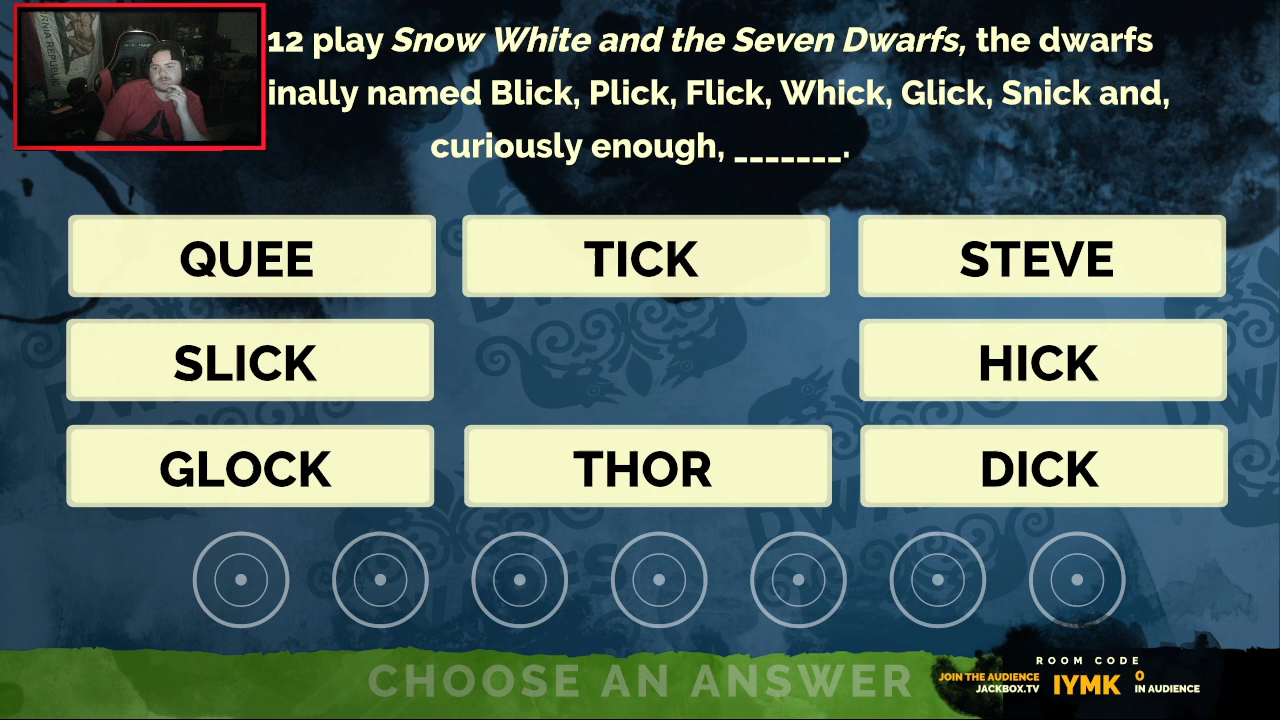 12 play Snow White and the Seven Dwarfs, the dwarfs
inally named Blick, Plick, Flick, Whick, Glick, Snick and,
curiously enough, _______.
QUEE TICK STEVE
SLICK HICK
GLOCK THOR DICK
CHOOSE AN ANSWER
ROOM CODE
JOIN THE AUDIENCE
JACKBOX.TV
IYMK
0
IN AUDIENCE